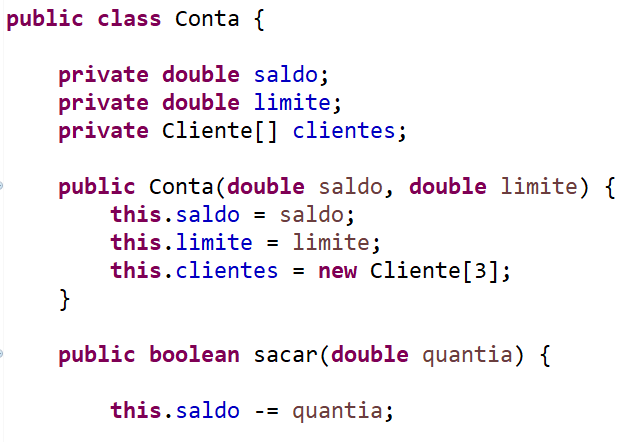 public class Conta {
private double saldo;
private double limite;
private Cliente[] clientes;
public Conta(double saldo, double limite) {
this.saldo = saldo;
this.limite = limite;
this.clientes = new Cliente[3];
}
public boolean sacar(double quantia) {
this.saldo -= quantia;